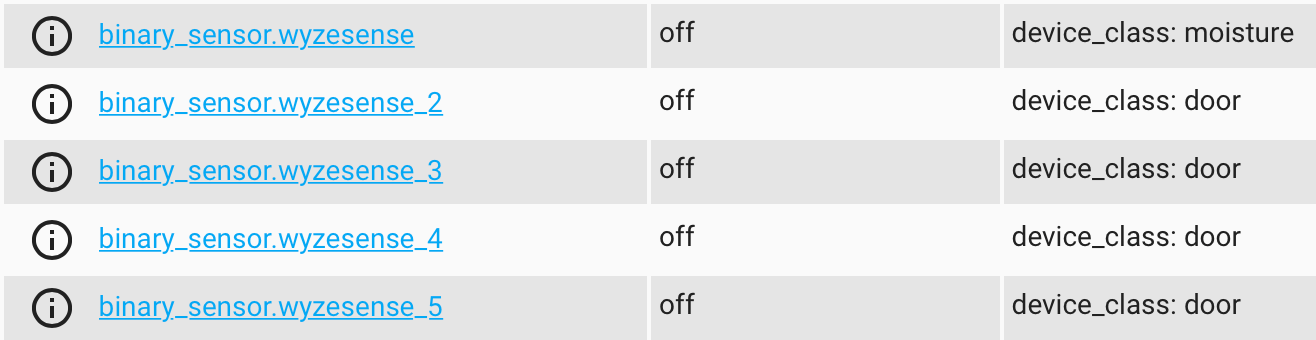 binary_sensor.wyzesense off device_class: moisture
binary_sensor.wyzesense_2 off device_class: door
binary_sensor.wyzesense_3 off device_class: door
binary_sensor.wyzesense_4 off device_class: door
binary_sensor.wyzesense_5 off device_class: door